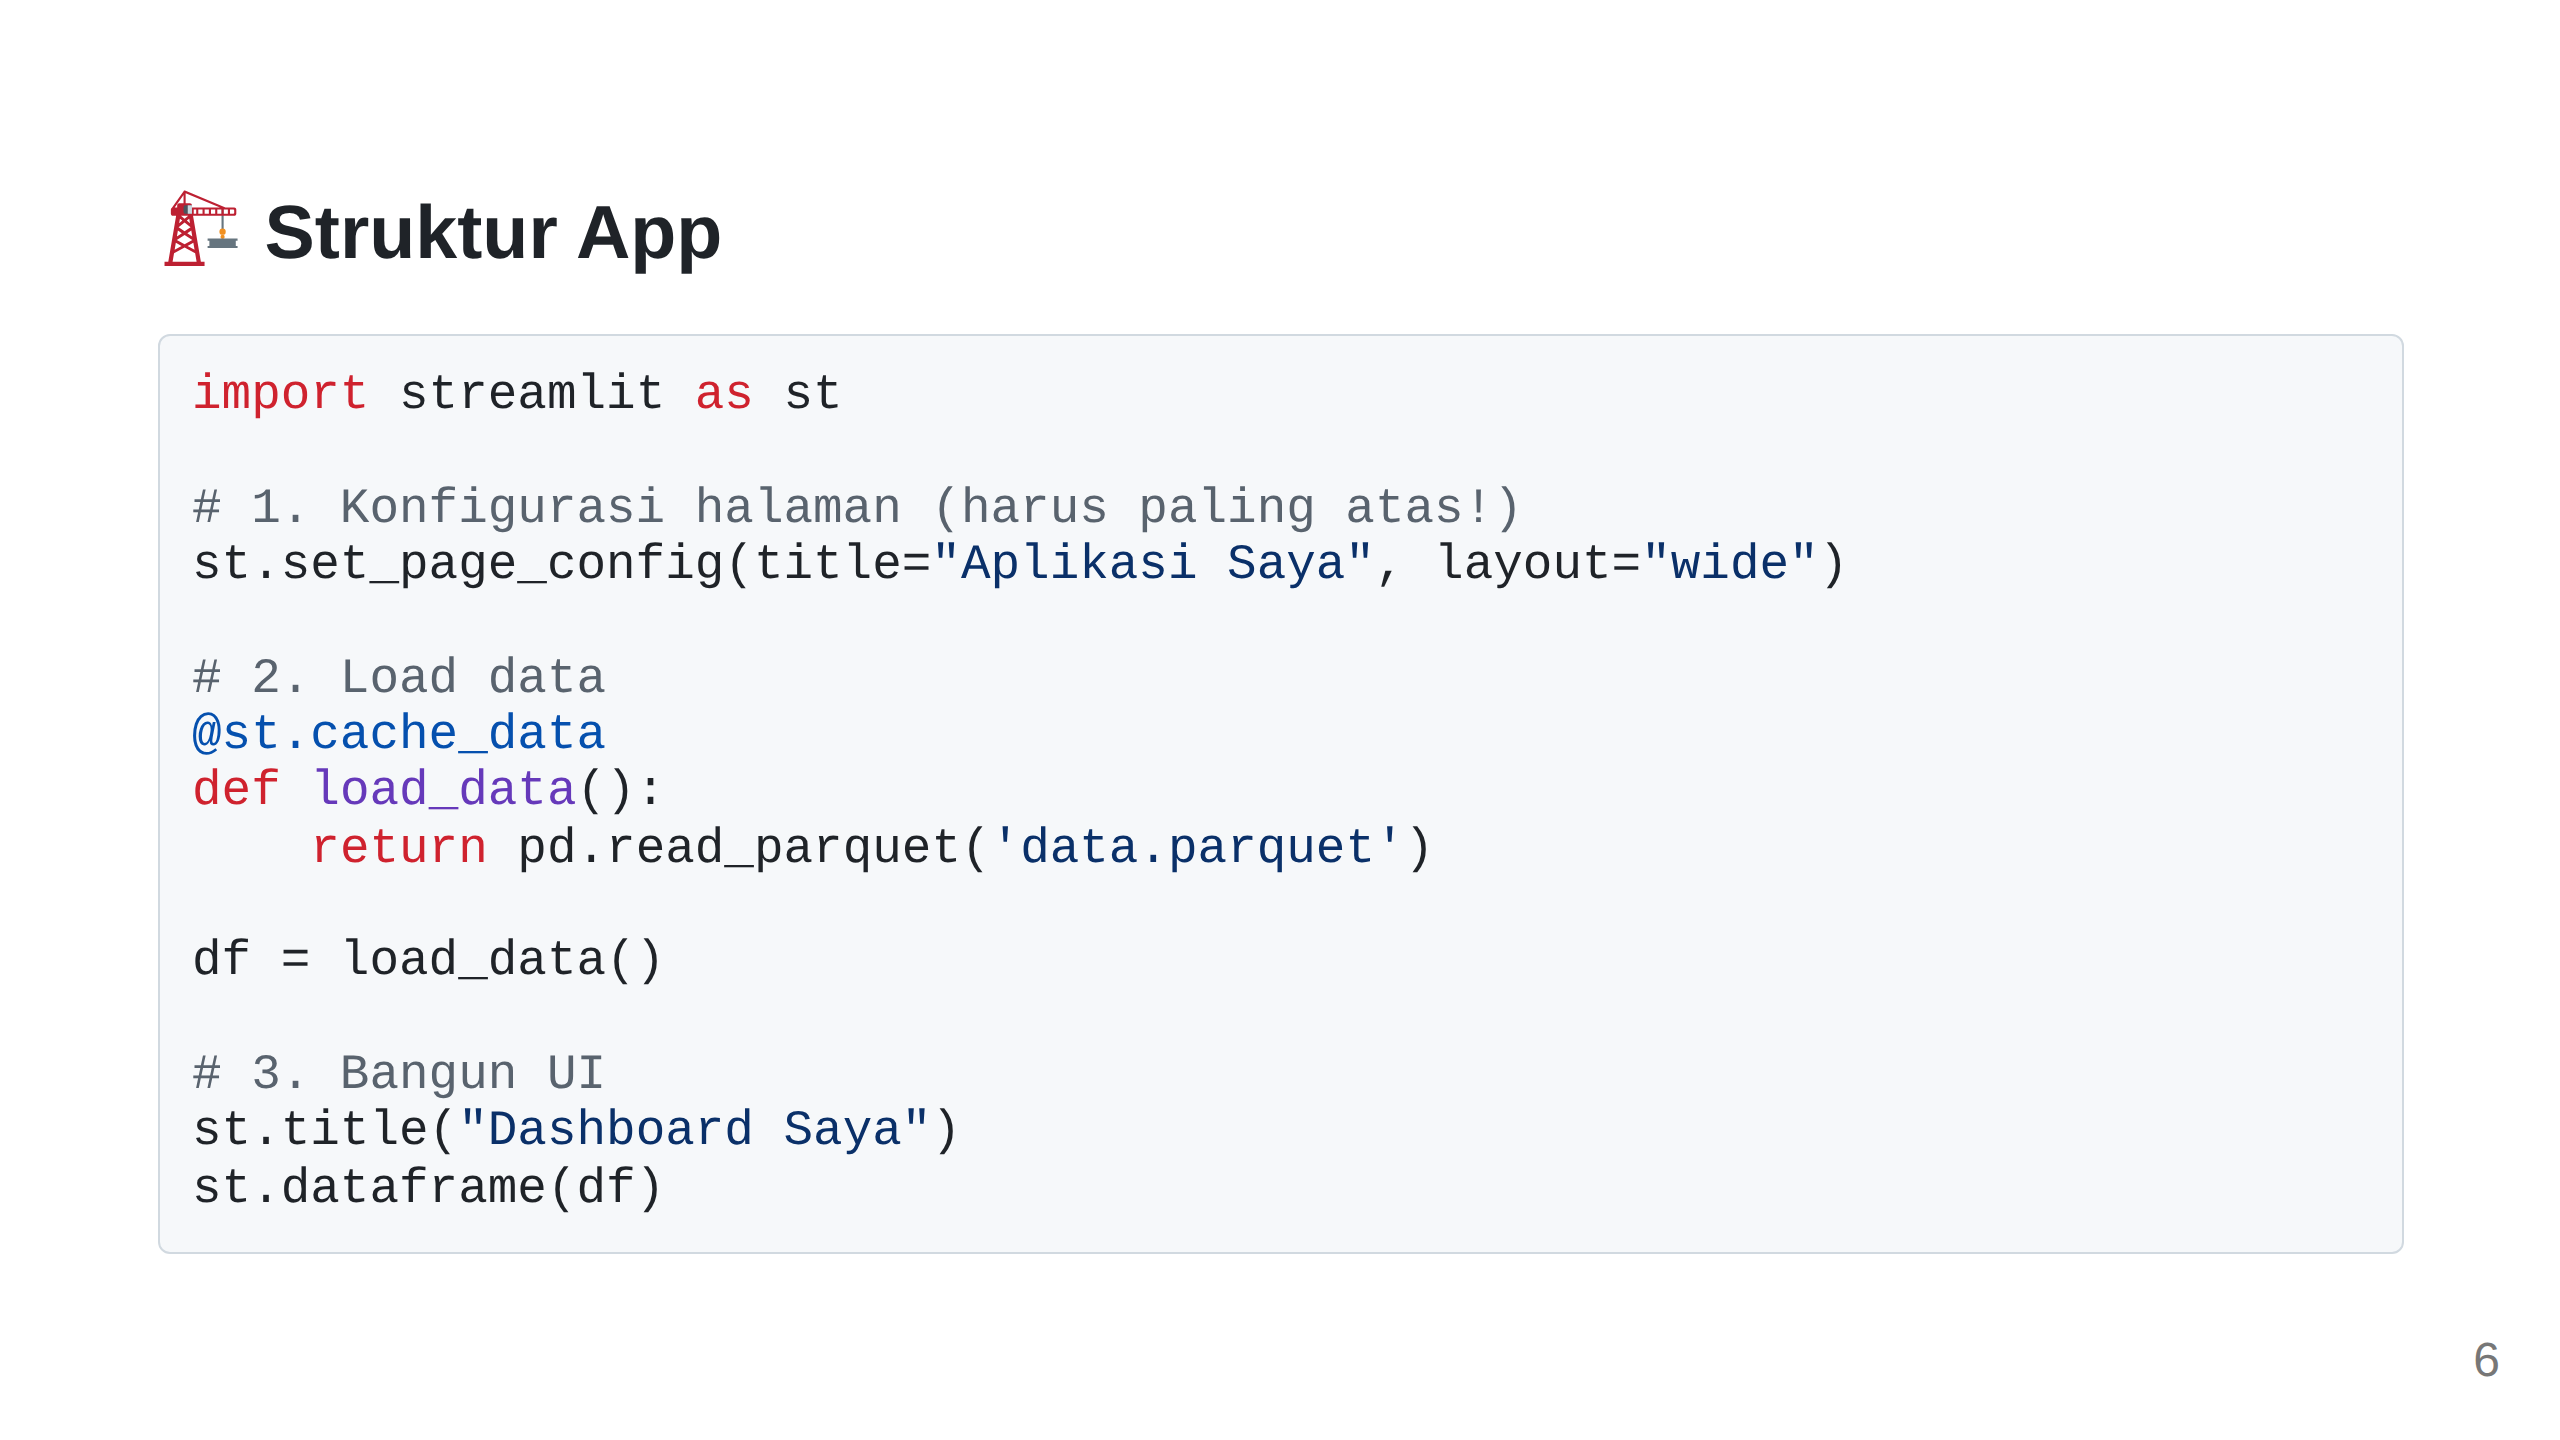 Struktur App
import streamlit as st
# 1. Konfigurasi halaman (harus paling atas!)
st.set_page_config(title="Aplikasi Saya", layout="wide")
# 2. Load data
@st.cache_data
def load_data():
    return pd.read_parquet('data.parquet')
df = load_data()
# 3. Bangun UI
st.title("Dashboard Saya")
st.dataframe(df)
6